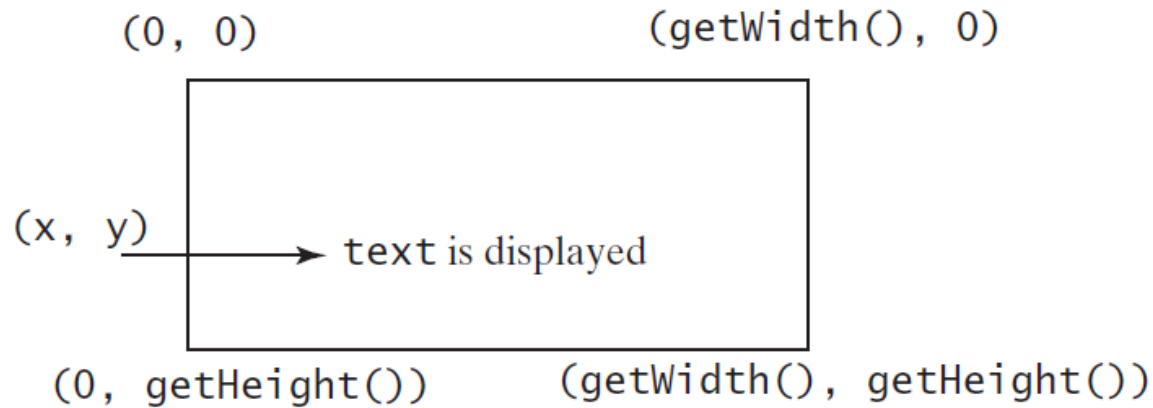 (0, 0)
(getWidth(), 0)
(x, y)
text is displayed
(0, getHeight())
(getWidth(), getHeight())